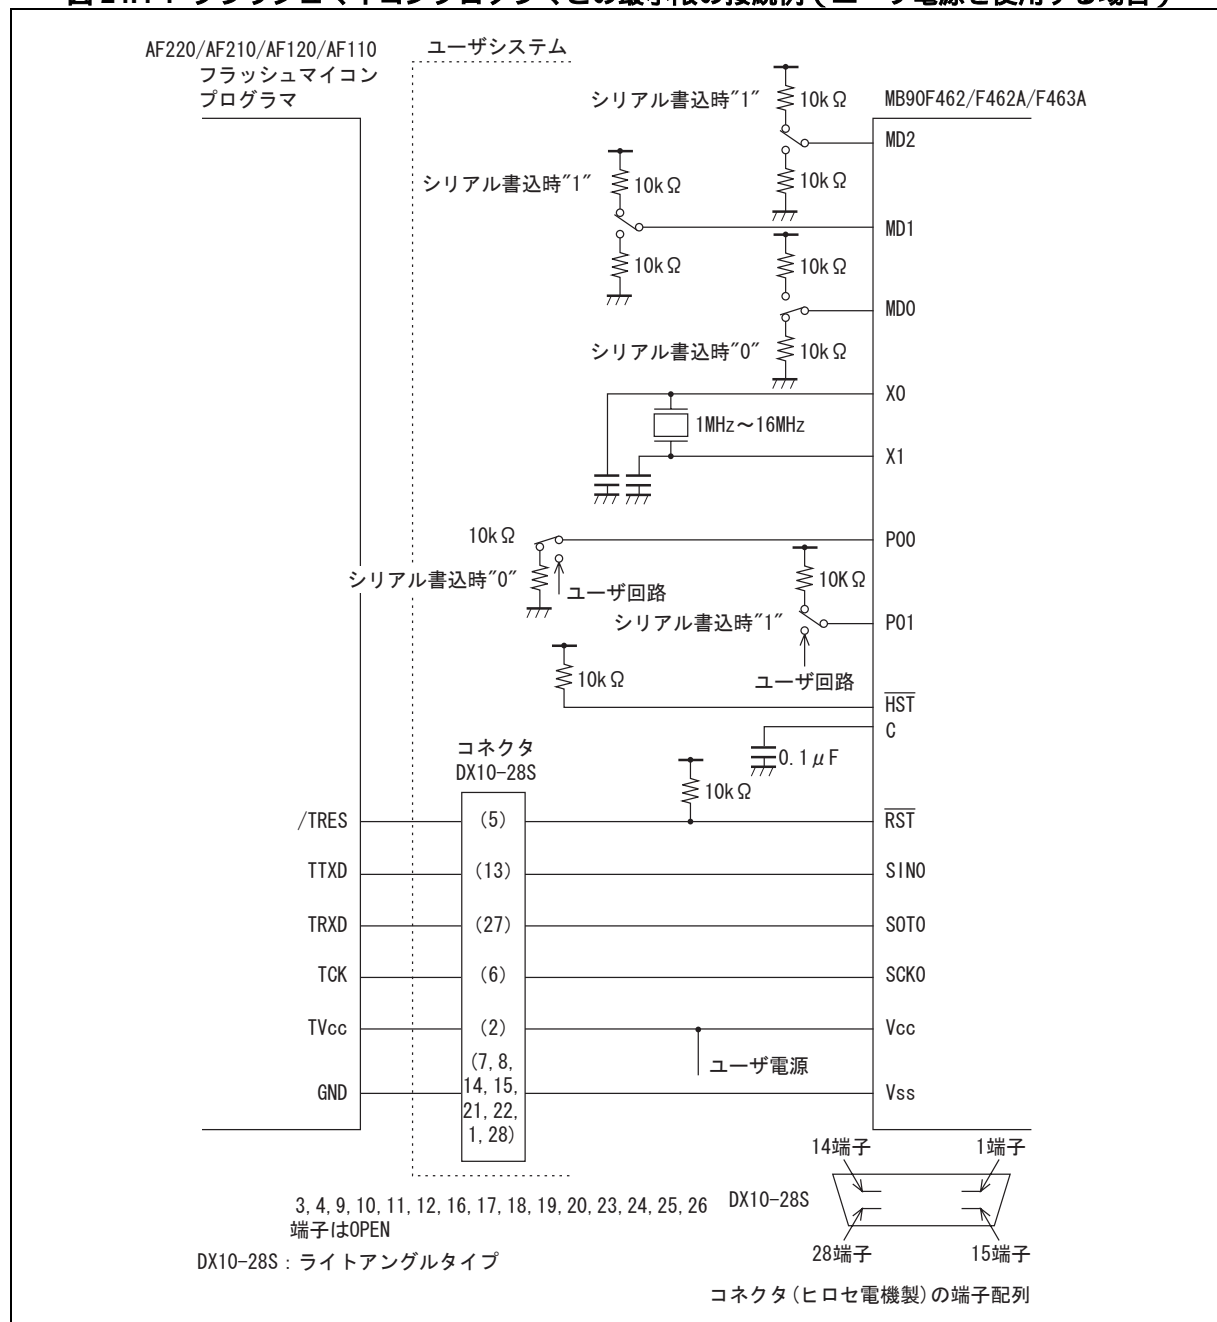 AF220/AF210/AF120/AF110
フラッシュマイコン
プログラマ
ユーザシステム
シリアル書込時"1"
10kΩ
MB90F462/F462A/F463A
MD2
10kΩ
シリアル書込時"1"
10kΩ
MD1
10kΩ
10kΩ
MD0
シリアル書込時"0"
10kΩ
X0
1MHz～16MHz
X1
10kΩ
P00
シリアル書込時"0"
ユーザ回路
10KΩ
シリアル書込時"1"
P01
ユーザ回路
10kΩ
HST
C
0.1μF
コネクタ
DX10-28S
10kΩ
/TRES
(5)
RST
TTXD
(13)
SIN0
TRXD
(27)
SOT0
TCK
(6)
SCK0
TVcc
(2)
Vcc
ユーザ電源
GND
(7, 8,
14, 15,
21, 22,
1, 28)
Vss
3, 4, 9, 10, 11, 12, 16, 17, 18, 19, 20, 23, 24, 25, 26
端子はOPEN
DX10-28S：ライトアングルタイプ
14端子
1端子
DX10-28S
28端子
15端子
コネクタ(ヒロセ電機製)の端子配列